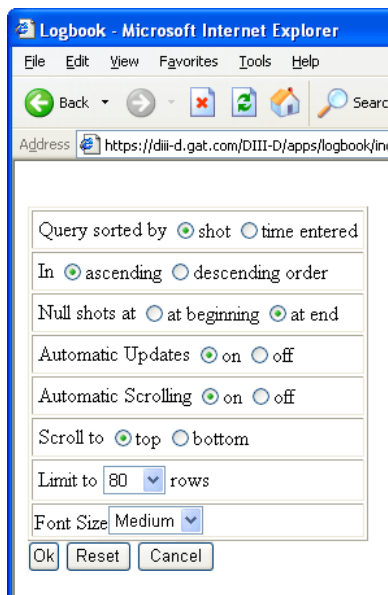 Logbook - Microsoft Internet Explorer
File Edit View Favorites Tools Help
Back
Address https://diii-d.gat.com/DIII-D/apps/logbook/
Query sorted by shot time entered
In ascending descending order
Null shots at at beginning at end
Automatic Updates on off
Automatic Scrolling on off
Scroll to top bottom
Limit to 80 rows
Font Size Medium
Ok Reset Cancel